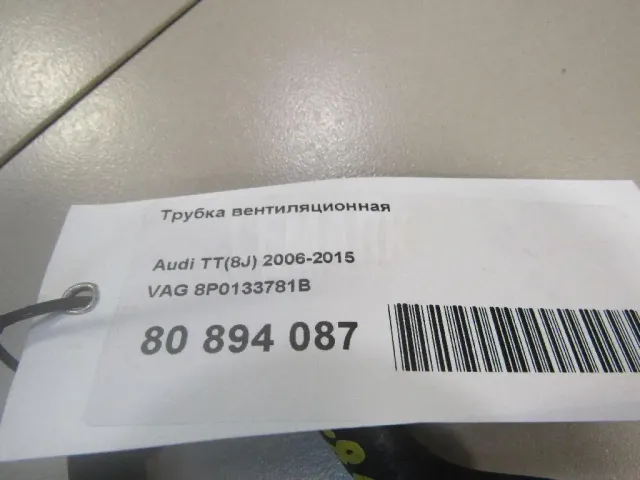 Трубка вентиляционная
Audi TT(8J) 2006-2015
VAG 8P0133781B
80 894 087